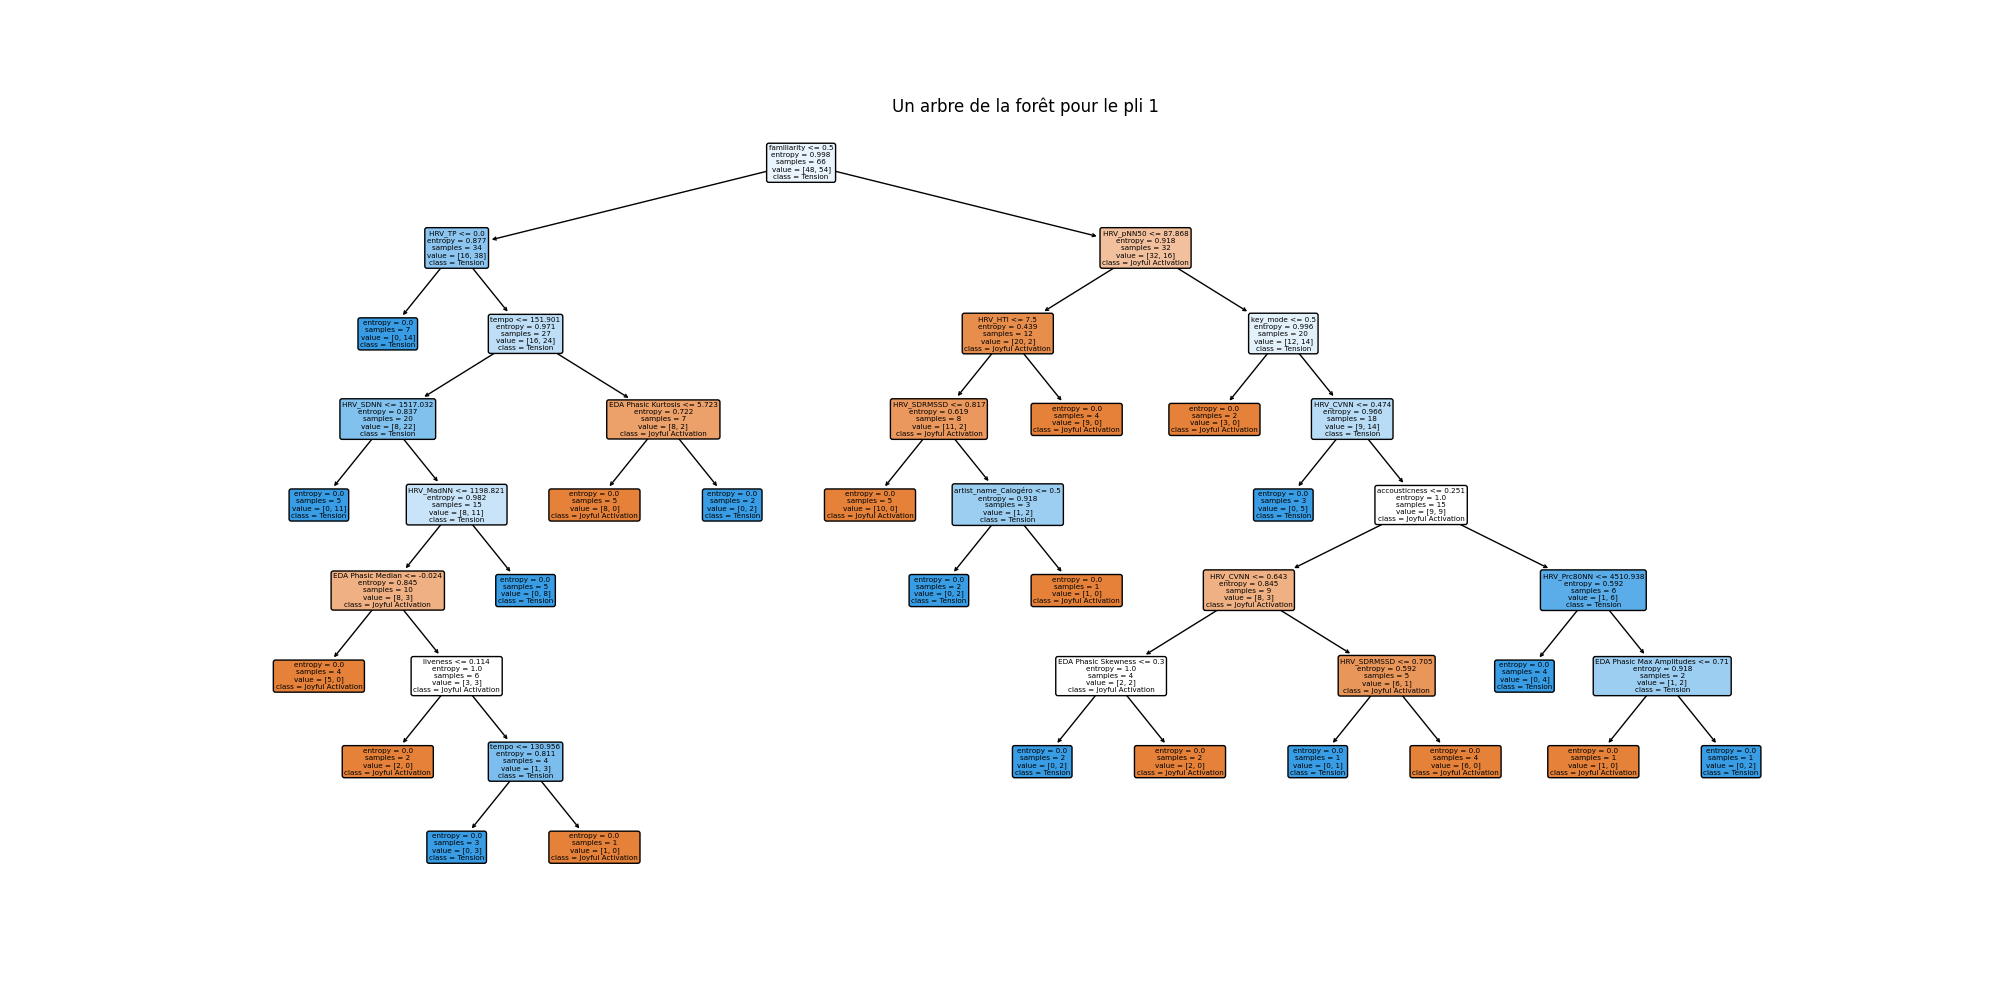 Un arbre de la forêt pour le pli 1
familiarity <= 0.5
entropy = 0.998
samples = 66
value = [48, 54]
class = Tension
HRV_TP <= 0.0
entropy = 0.877
samples = 34
value = [16, 38]
class = Tension
HRV_pNN50 <= 87.868
entropy = 0.918
samples = 32
value = [32, 16]
class = Joyful Activation
entropy = 0.0
samples = 7
value = [0, 14]
class = Tension
tempo <= 151.901
entropy = 0.971
samples = 27
value = [16, 24]
class = Tension
HRV_HTI <= 7.5
entropy = 0.439
samples = 12
value = [20, 2]
class = Joyful Activation
key_mode <= 0.5
entropy = 0.996
samples = 20
value = [12, 14]
class = Tension
HRV_SDNN <= 1517.032
entropy = 0.837
samples = 20
value = [8, 22]
class = Tension
EDA Phasic Kurtosis <= 5.723
entropy = 0.722
samples = 7
value = [8, 2]
class = Joyful Activation
HRV_SDRMSSD <= 0.817
entropy = 0.619
samples = 8
value = [11, 2]
class = Joyful Activation
entropy = 0.0
samples = 4
value = [9, 0]
class = Joyful Activation
entropy = 0.0
samples = 2
value = [3, 0]
class = Joyful Activation
HRV_CVNN <= 0.474
entropy = 0.966
samples = 18
value = [9, 14]
class = Tension
entropy = 0.0
samples = 5
value = [0, 11]
class = Tension
HRV_MadNN <= 1198.821
entropy = 0.982
samples = 15
value = [8, 11]
class = Tension
entropy = 0.0
samples = 5
value = [8, 0]
class = Joyful Activation
entropy = 0.0
samples = 2
value = [0, 2]
class = Tension
entropy = 0.0
samples = 5
value = [10, 0]
class = Joyful Activation
artist_name_Calogéro <= 0.5
entropy = 0.918
samples = 3
value = [1, 2]
class = Tension
entropy = 0.0
samples = 3
value = [0, 5]
class = Tension
accousticness <= 0.251
entropy = 1.0
samples = 15
value = [9, 9]
class = Joyful Activation
EDA Phasic Median <= -0.024
entropy = 0.845
samples = 10
value = [8, 3]
class = Joyful Activation
entropy = 0.0
samples = 5
value = [0, 8]
class = Tension
entropy = 0.0
samples = 2
value = [0, 2]
class = Tension
entropy = 0.0
samples = 1
value = [1, 0]
class = Joyful Activation
HRV_CVNN <= 0.643
entropy = 0.845
samples = 9
value = [8, 3]
class = Joyful Activation
HRV_Prc80NN <= 4510.938
entropy = 0.592
samples = 6
value = [1, 6]
class = Tension
entropy = 0.0
samples = 4
value = [5, 0]
class = Joyful Activation
liveness <= 0.114
entropy = 1.0
samples = 6
value = [3, 3]
class = Joyful Activation
EDA Phasic Skewness <= 0.3
entropy = 1.0
samples = 4
value = [2, 2]
class = Joyful Activation
HRV_SDRMSSD <= 0.705
entropy = 0.592
samples = 5
value = [6, 1]
class = Joyful Activation
entropy = 0.0
samples = 4
value = [0, 4]
class = Tension
EDA Phasic Max Amplitudes <= 0.71
entropy = 0.918
samples = 2
value = [1, 2]
class = Tension
entropy = 0.0
samples = 2
value = [2, 0]
class = Joyful Activation
tempo <= 130.956
entropy = 0.811
samples = 4
value = [1, 3]
class = Tension
entropy = 0.0
samples = 2
value = [0, 2]
class = Tension
entropy = 0.0
samples = 2
value = [2, 0]
class = Joyful Activation
entropy = 0.0
samples = 1
value = [0, 1]
class = Tension
entropy = 0.0
samples = 4
value = [6, 0]
class = Joyful Activation
entropy = 0.0
samples = 1
value = [1, 0]
class = Joyful Activation
entropy = 0.0
samples = 1
value = [0, 2]
class = Tension
entropy = 0.0
samples = 3
value = [0, 3]
class = Tension
entropy = 0.0
samples = 1
value = [1, 0]
class = Joyful Activation